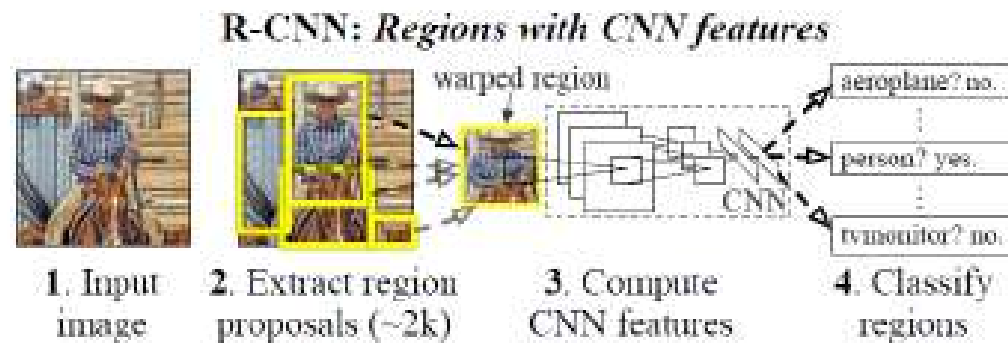 R-CNN: Regions with CNN features
warped region
aeroplane? no.
person? yes.
CNN
tvmonitor? no.
1. Input
image
2. Extract region
proposals (~2k)
3. Compute
CNN features
4. Classify
regions